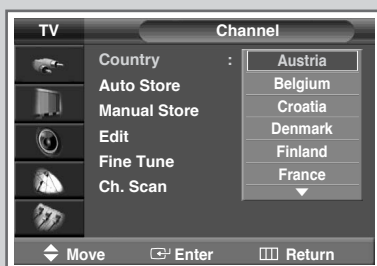 TV Channel
Country : Austria
Auto Store Belgium
Manual Store Croatia
Edit Denmark
Fine Tune Finland
Ch. Scan France
Move Enter Return